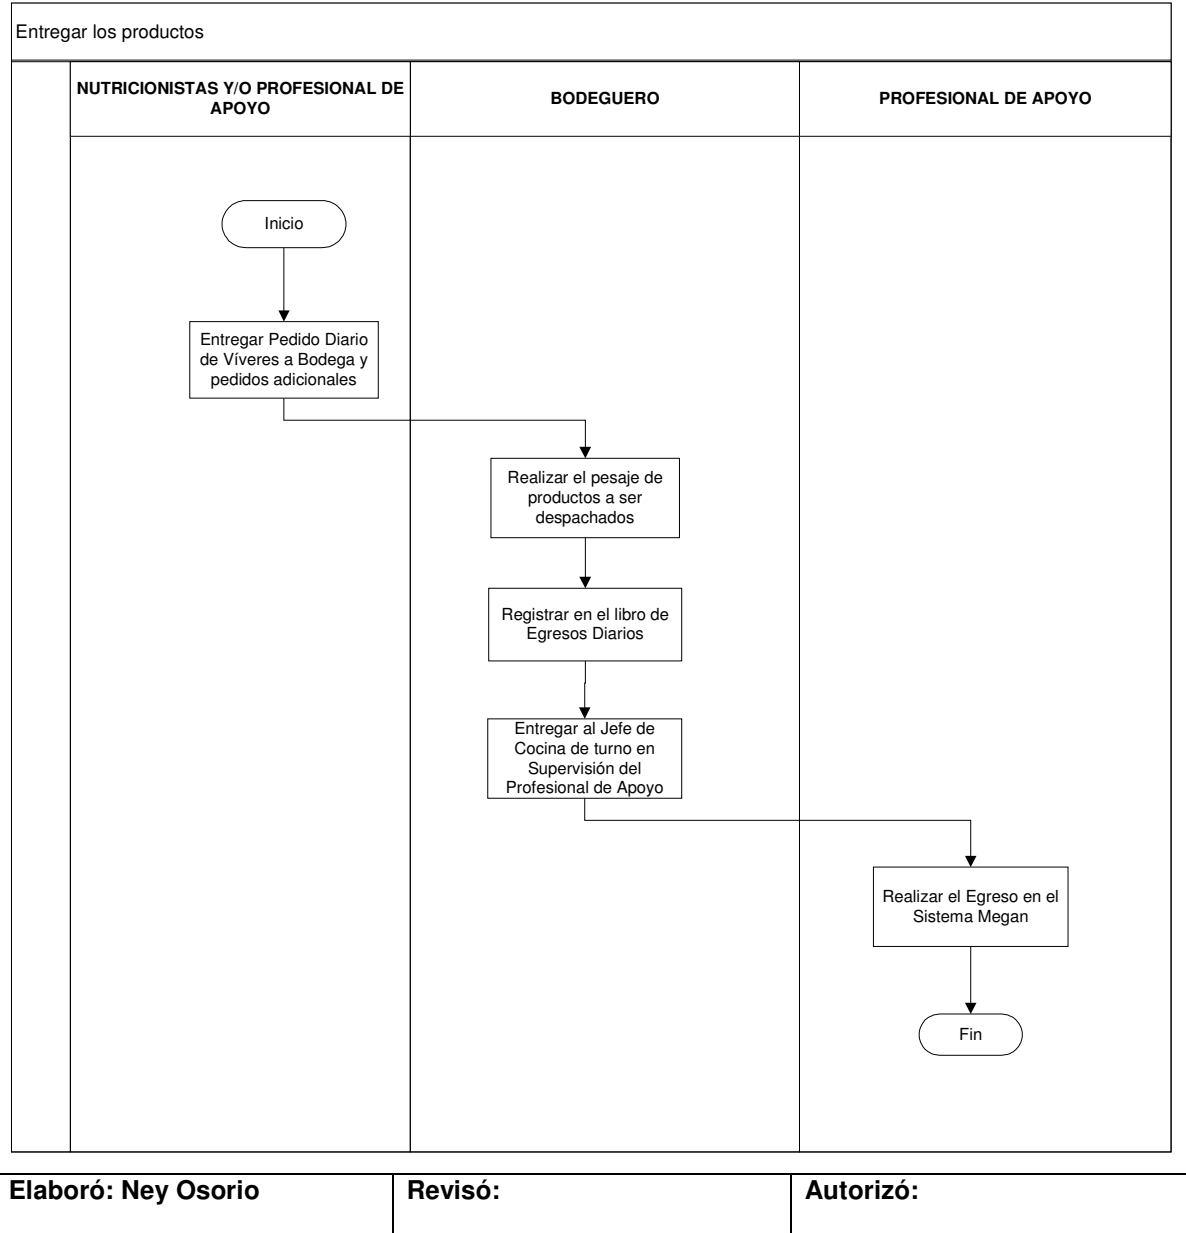 Entregar los productos
NUTRICIONISTAS Y/O PROFESIONAL DE
APOYO
BODEGUERO
PROFESIONAL DE APOYO
Inicio
Entregar Pedido Diario
de Víveres a Bodega y
pedidos adicionales
Realizar el pesaje de
productos a ser
despachados
Registrar en el libro de
Egresos Diarios
Entregar al Jefe de
Cocina de turno en
Supervisión del
Profesional de Apoyo
Realizar el Egreso en el
Sistema Megan
Fin
Elaboró: Ney Osorio
Revisó:
Autorizó: